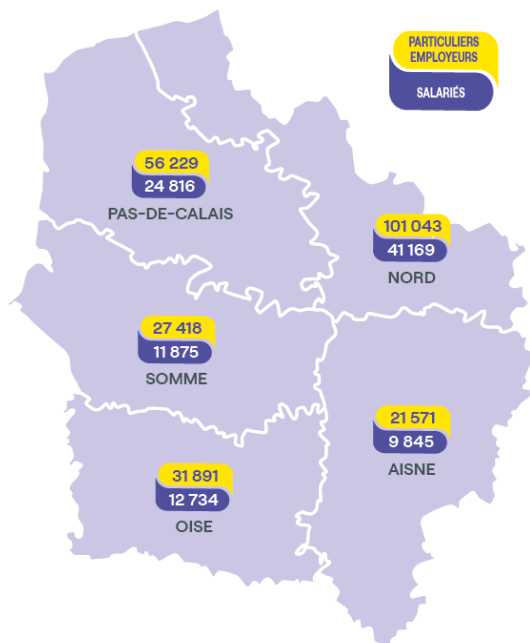 PARTICULIERS
EMPLOYEURS
SALARIÉS
56 229
24 816
PAS-DE-CALAIS
101 043
41 169
NORD
27 418
11 875
SOMME
21 571
9 845
AISNE
31 891
12 734
OISE